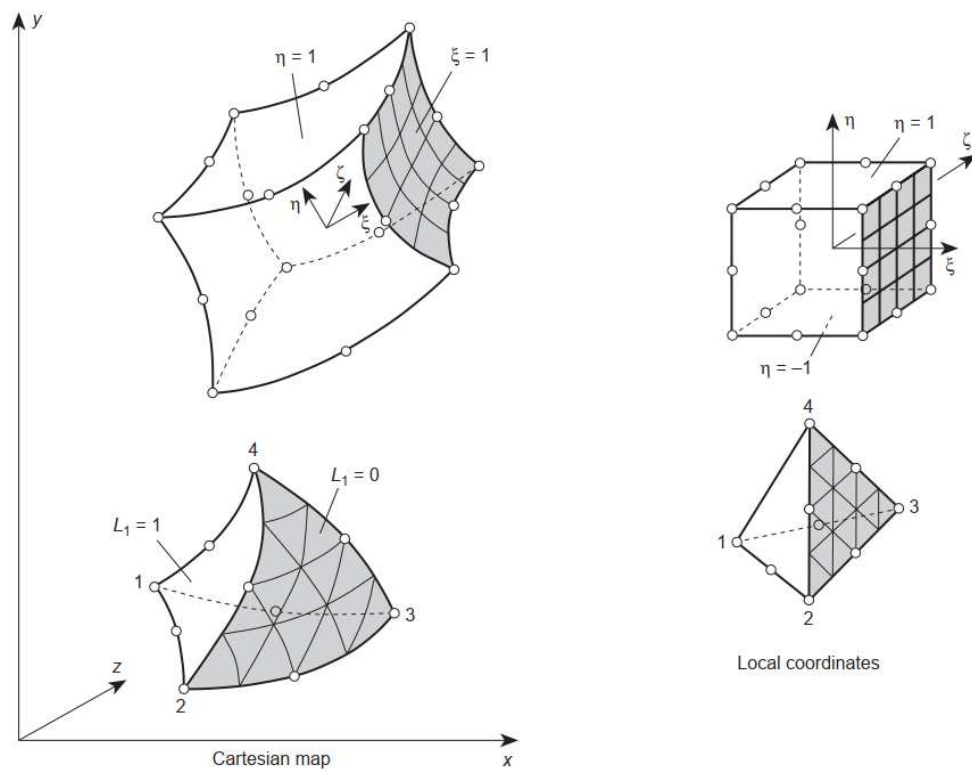 y
η = 1
ξ = 1
ζ
η
ξ
η
η = 1
ζ
ξ
η = –1
4
L₁ = 0
L₁ = 1
1
3
2
z
Cartesian map
x
4
1
3
2
Local coordinates